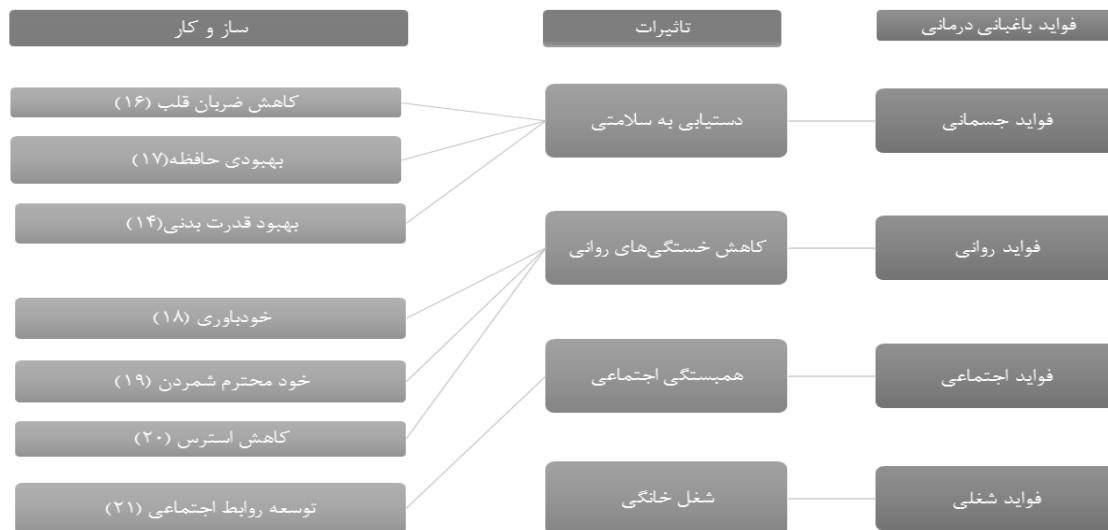 فواید باغبانی درمانی
تاثیرات
ساز و کار
فواید جسمانی
دستیابی به سلامتی
کاهش ضربان قلب (۱۶)
بهبودی حافظه(۱۷)
بهبود قدرت بدنی(۱۴)
فواید روانی
کاهش خستگی‌های روانی
خودباوری (۱۸)
خود محترم شمردن (۱۹)
کاهش استرس (۲۰)
فواید اجتماعی
همبستگی اجتماعی
توسعه روابط اجتماعی (۲۱)
فواید شغلی
شغل خانگی